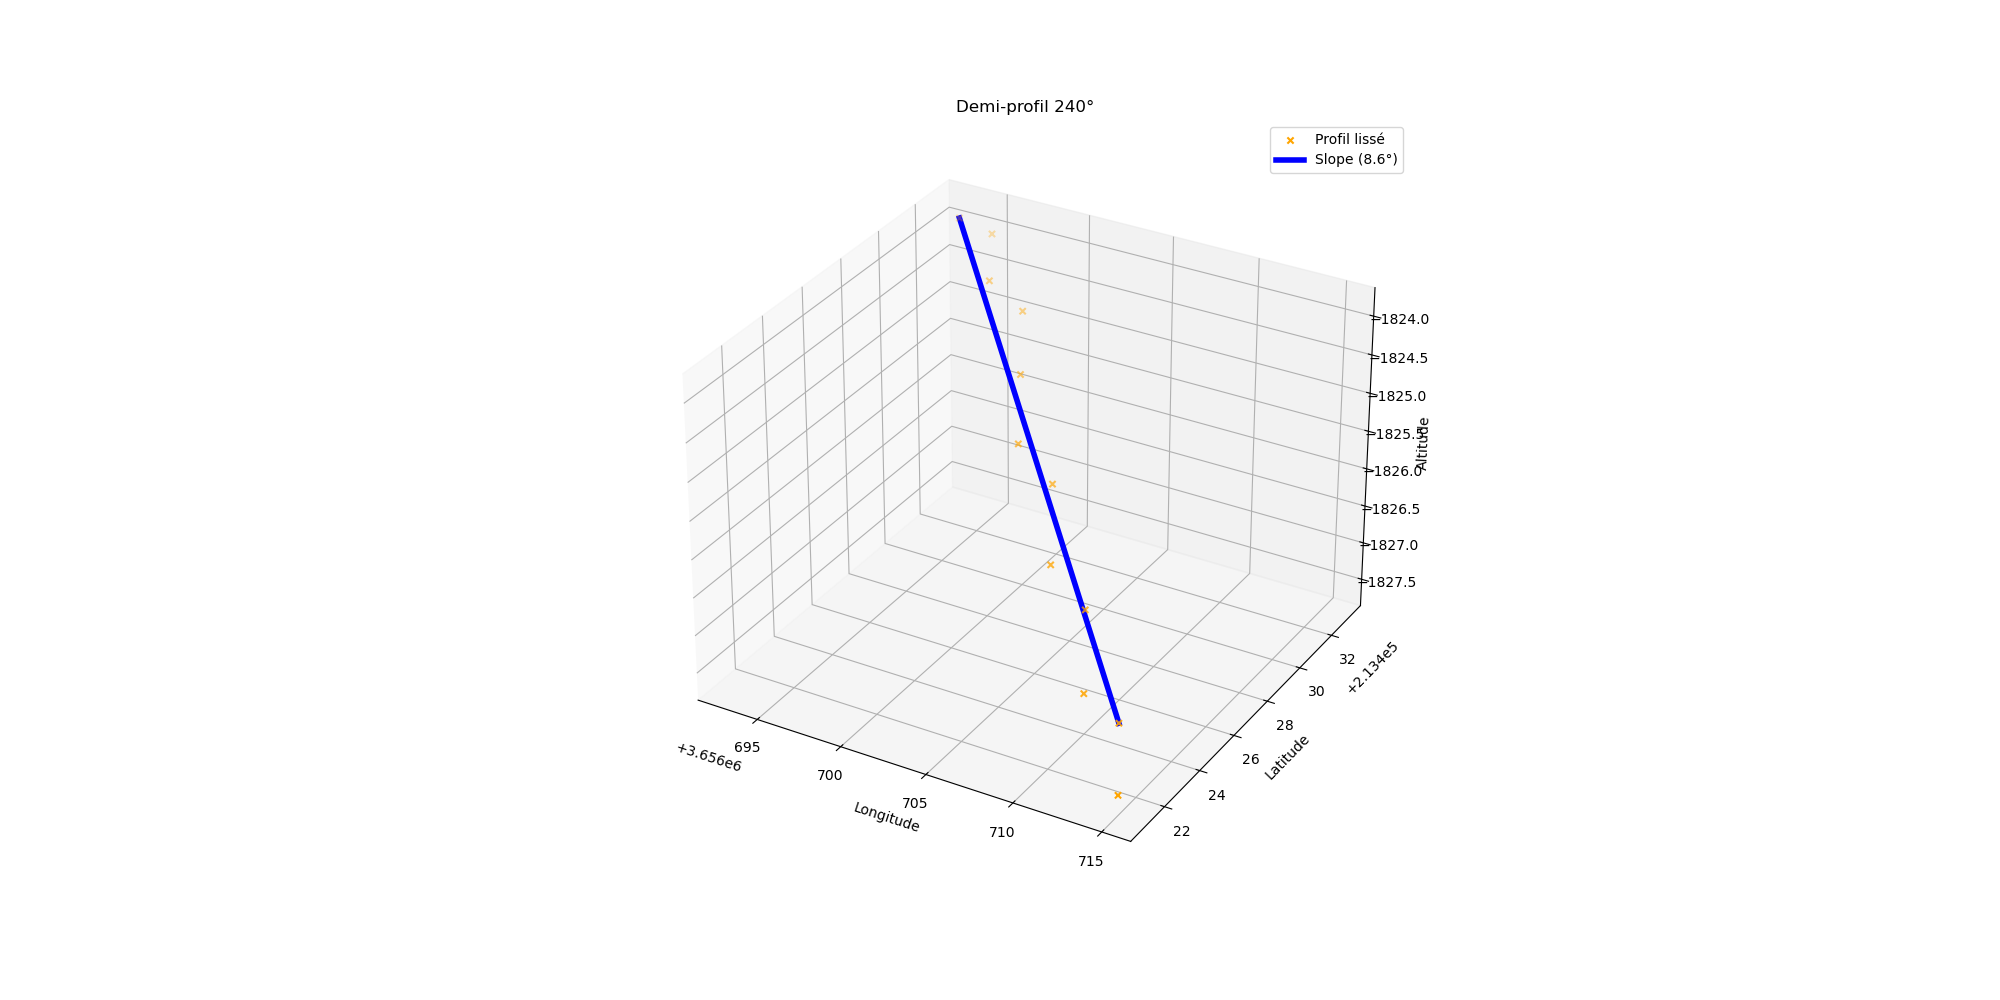 Demi-profil 240°
Profil lissé
Slope (8.6°)
−1824.0
−1824.5
−1825.0
−1825.5
−1826.0
−1826.5
−1827.0
−1827.5
Altitude
32
30
28
26
24
22
+2.134e5
Latitude
695
700
705
710
715
+3.656e6
Longitude